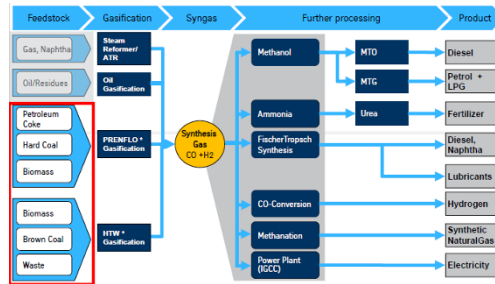 Feedstock
Gasification
Syngas
Further processing
Product
Gas, Naphtha
Oil/Residues
Petroleum
Coke
Hard Coal
Biomass
Biomass
Brown Coal
Waste
Steam
Reformer/
ATR
Oil
Gasification
PRENFLO *
Gasification
HTW *
Gasification
Synthesis
Gas
CO +H2
Methanol
MTO
MTG
Ammonia
Urea
FischerTropsch
Synthesis
CO-Conversion
Methanation
Power Plant
(IGCC)
Diesel
Petrol +
LPG
Fertilizer
Diesel,
Naphtha
Lubricants
Hydrogen
Synthetic
NaturalGas
Electricity